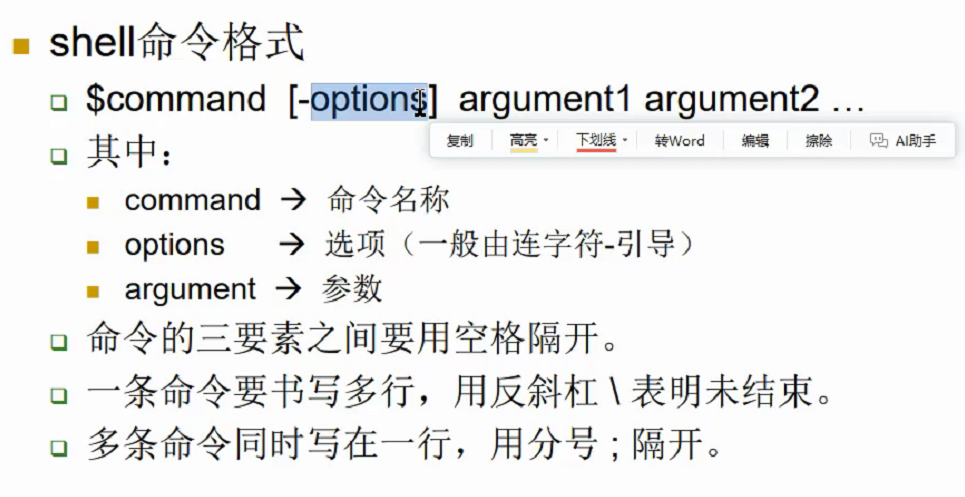 shell命令格式
$command [-options] argument1 argument2 …
复制 高亮 下划线 转Word 编辑 擦除 AI助手
其中：
command → 命令名称
options → 选项（一般由连字符-引导）
argument → 参数
命令的三要素之间要用空格隔开。
一条命令要书写多行，用反斜杠 \ 表明未结束。
多条命令同时写在一行，用分号 ; 隔开。